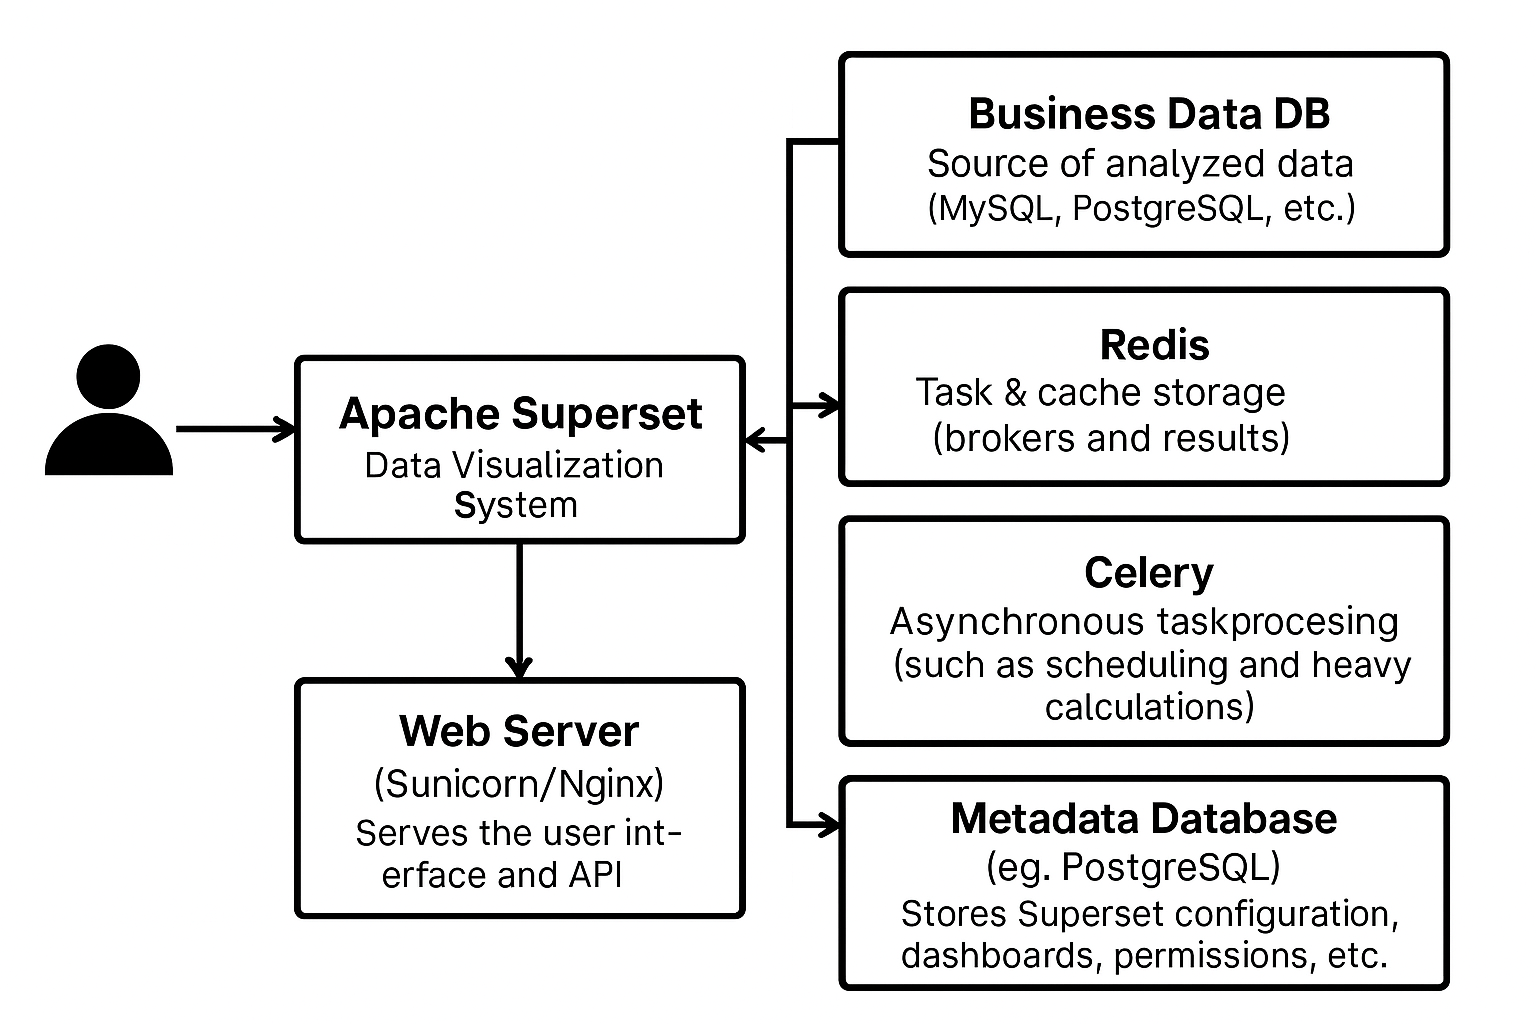 Business Data DB
Source of analyzed data
(MySQL, PostgreSQL, etc.)
Redis
Task & cache storage
(brokers and results)
Apache Superset
Data Visualization
System
Celery
Asynchronous taskprocesing
(such as scheduling and heavy
calculations)
Web Server
(Sunicorn/Nginx)
Serves the user int-
erface and API
Metadata Database
(eg. PostgreSQL)
Stores Superset configuration,
dashboards, permissions, etc.